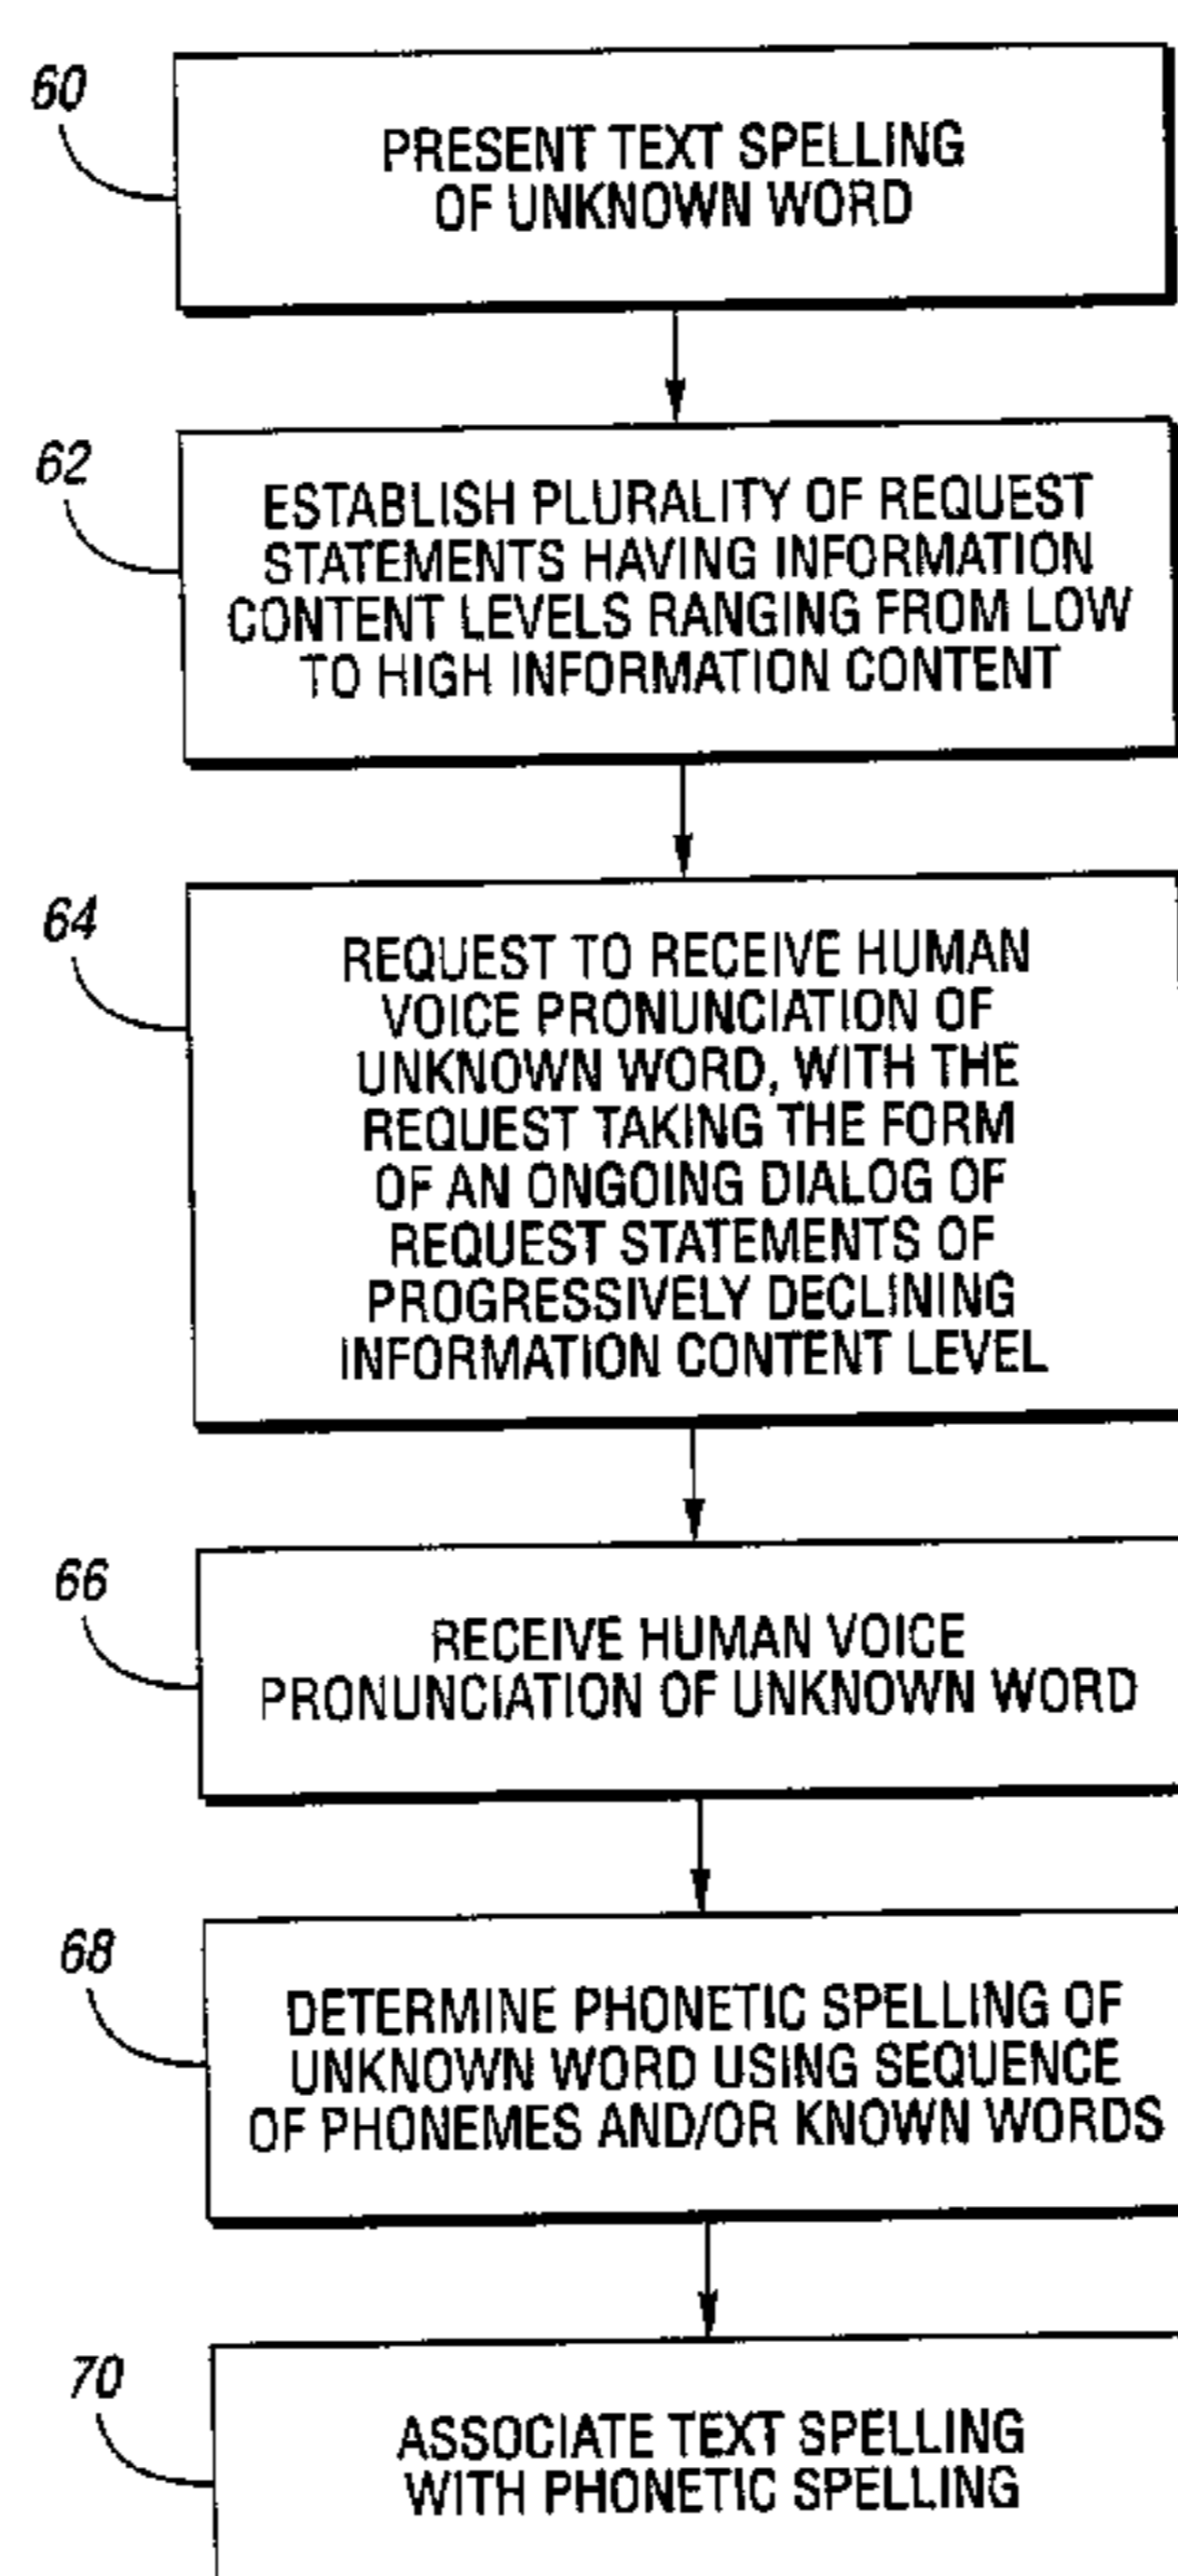 60
PRESENT TEXT SPELLING
OF UNKNOWN WORD
62
ESTABLISH PLURALITY OF REQUEST
STATEMENTS HAVING INFORMATION
CONTENT LEVELS RANGING FROM LOW
TO HIGH INFORMATION CONTENT
64
REQUEST TO RECEIVE HUMAN
VOICE PRONUNCIATION OF
UNKNOWN WORD, WITH THE
REQUEST TAKING THE FORM
OF AN ONGOING DIALOG OF
REQUEST STATEMENTS OF
PROGRESSIVELY DECLINING
INFORMATION CONTENT LEVEL
66
RECEIVE HUMAN VOICE
PRONUNCIATION OF UNKNOWN WORD
68
DETERMINE PHONETIC SPELLING OF
UNKNOWN WORD USING SEQUENCE
OF PHONEMES AND/OR KNOWN WORDS
70
ASSOCIATE TEXT SPELLING
WITH PHONETIC SPELLING